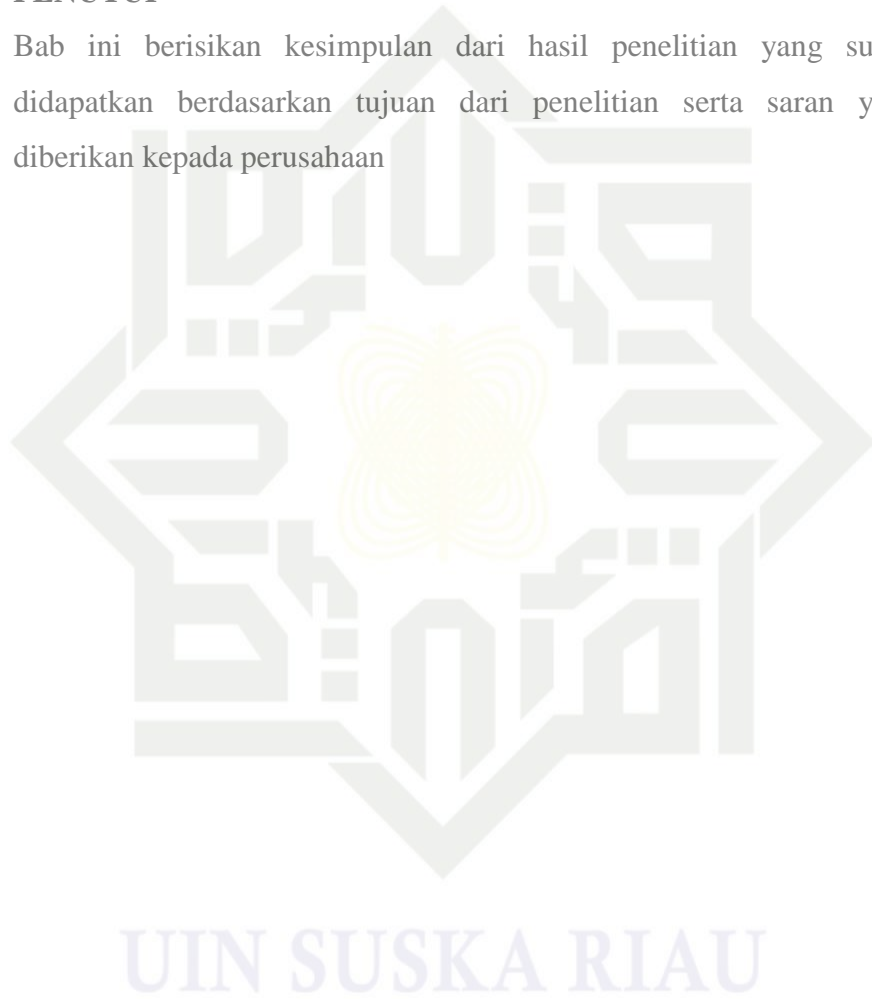 PENUTUP
Bab ini berisikan kesimpulan dari hasil penelitian yang su
didapatkan berdasarkan tujuan dari penelitian serta saran y
diberikan kepada perusahaan
UIN SUSKA RIAU